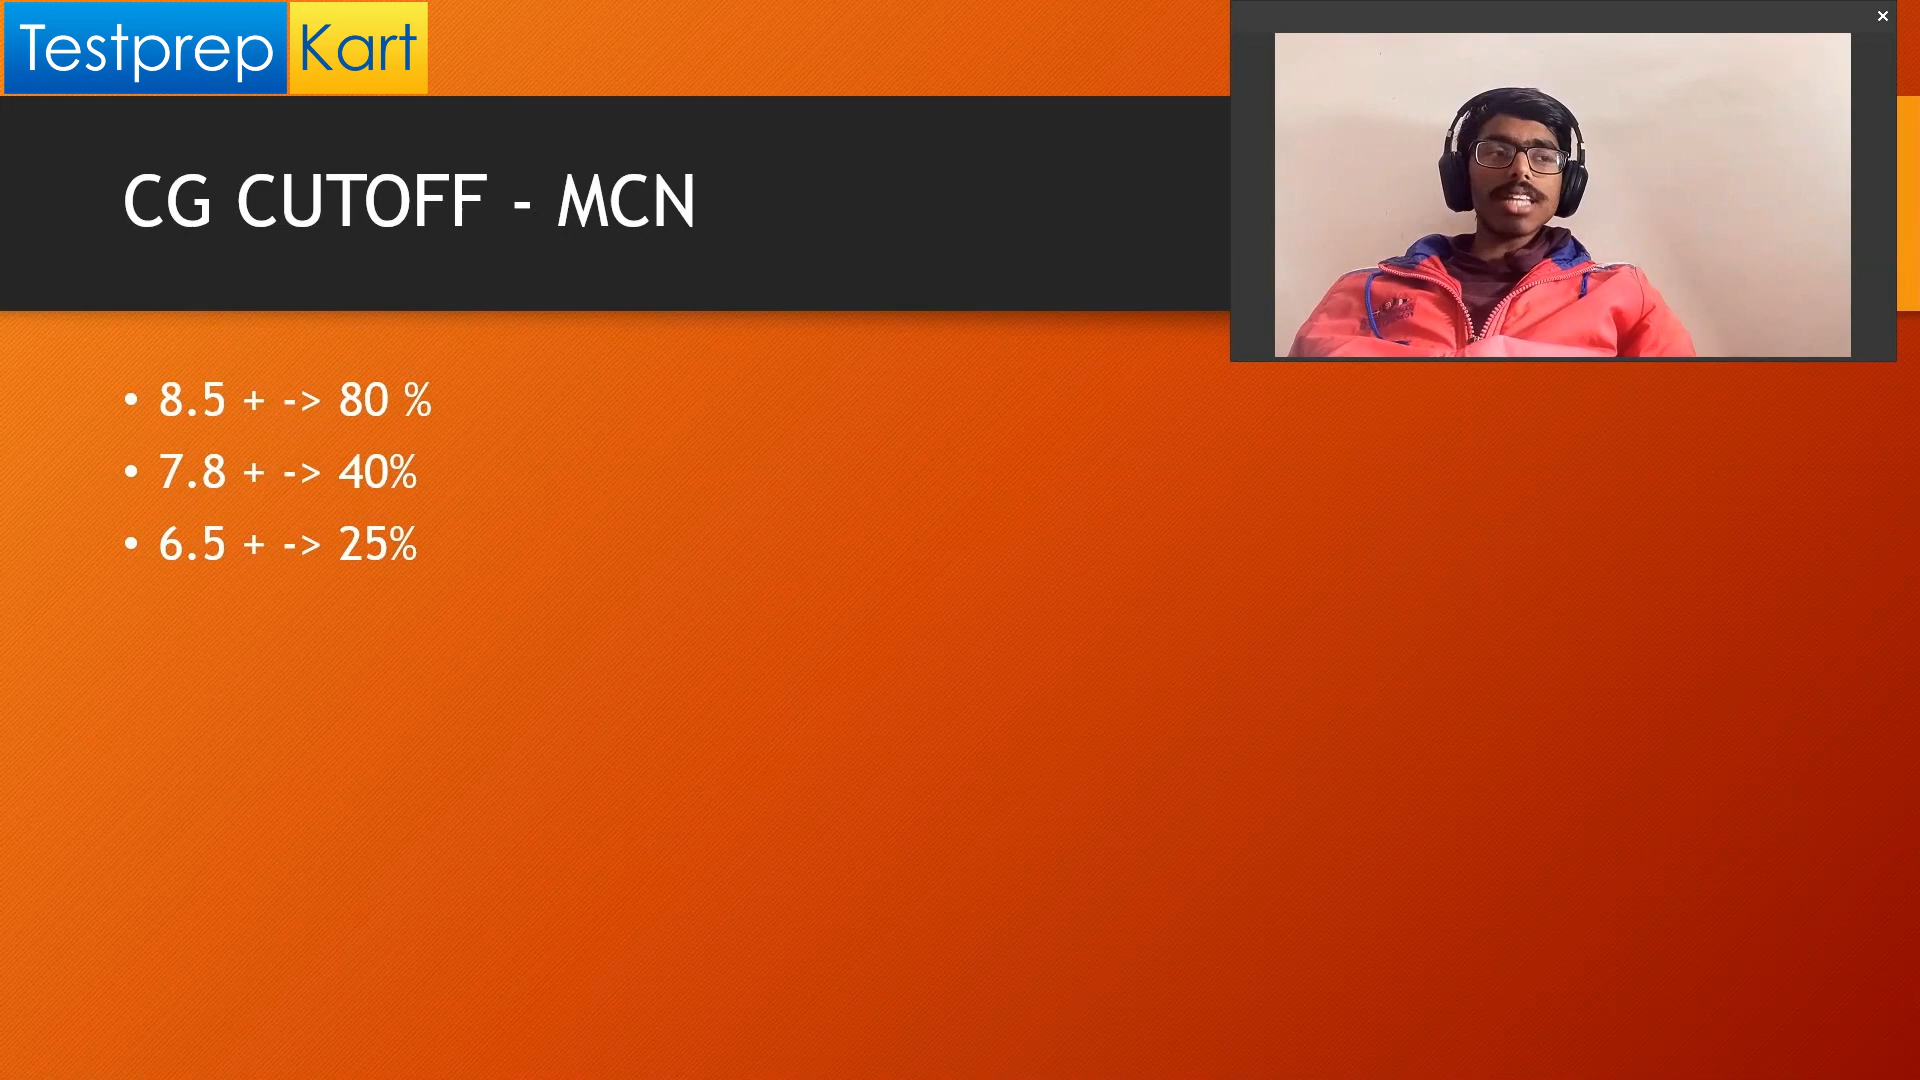 Testprep Kart
CG CUTOFF - MCN
• 8.5 + -> 80 %
• 7.8 + -> 40%
• 6.5 + -> 25%